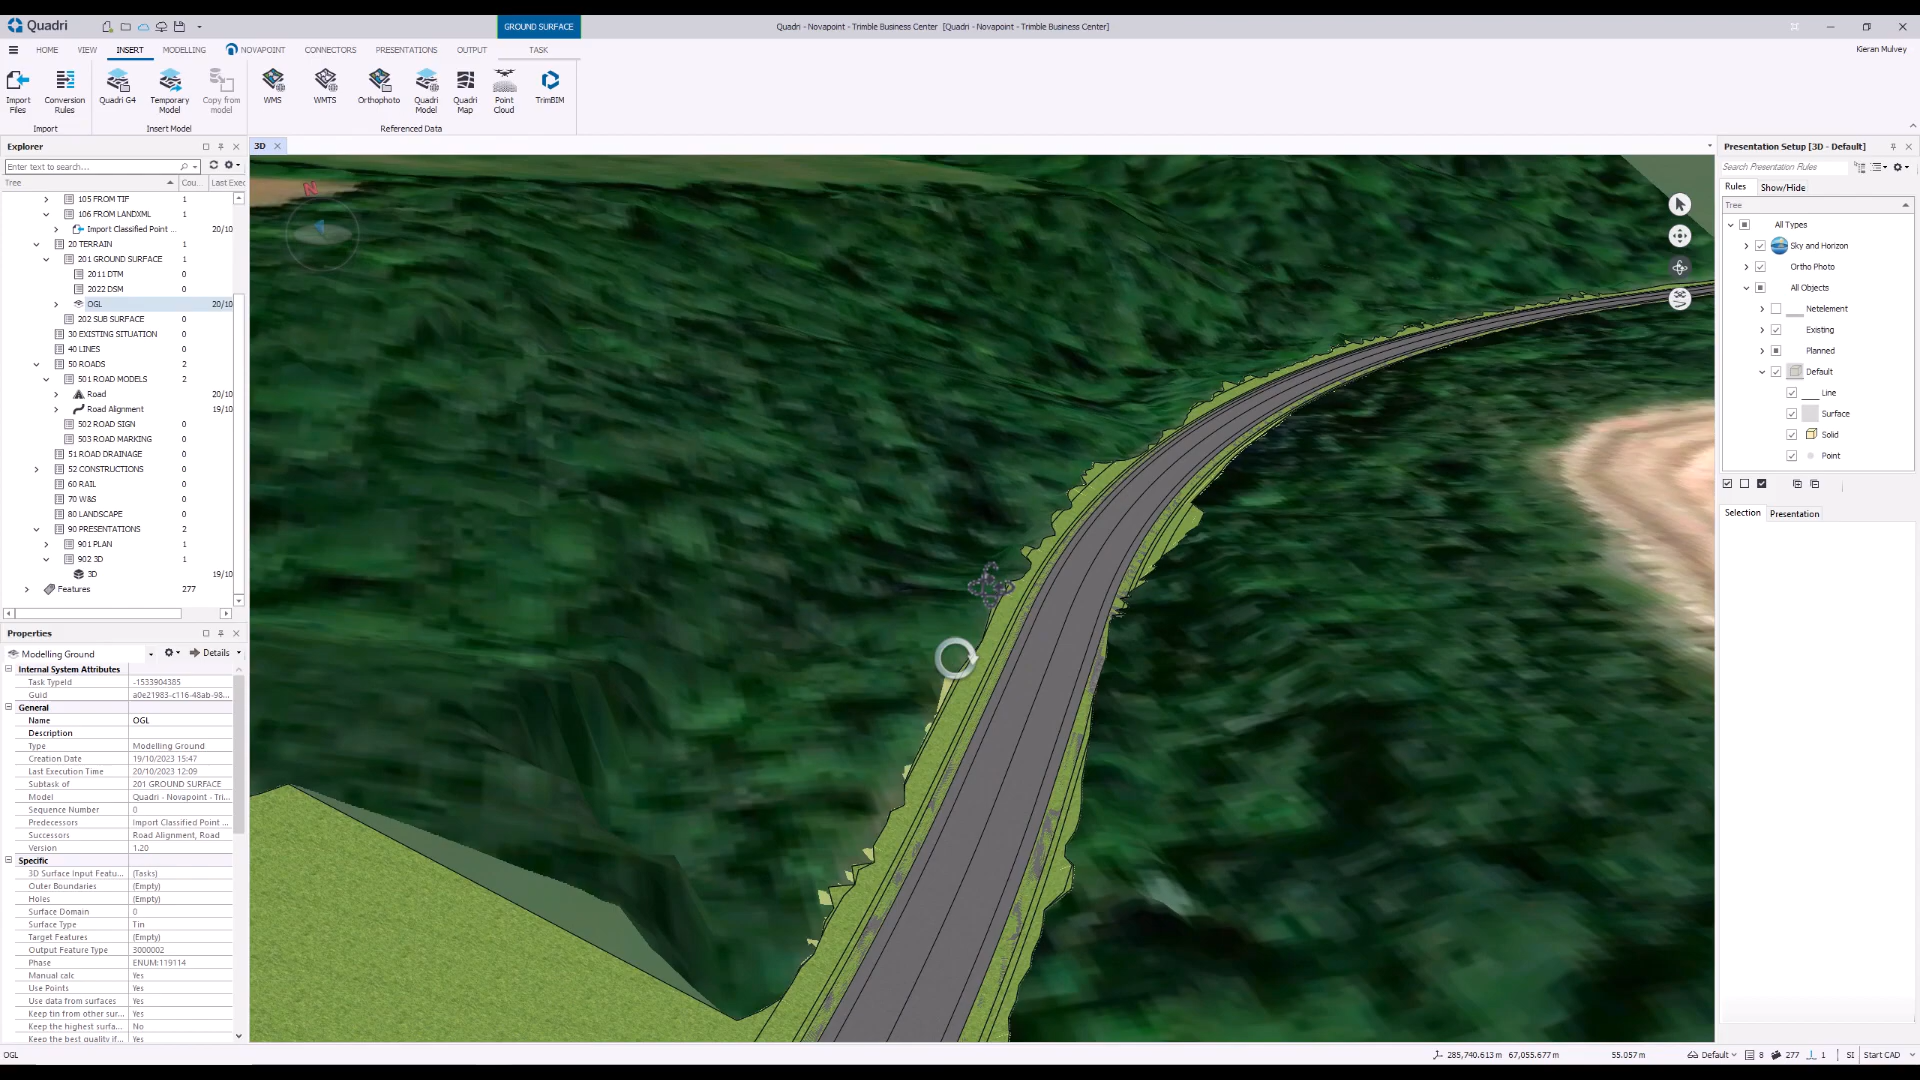 Quadri
GROUND SURFACE
Quadri - Novapoint - Trimble Business Center [Quadri - Novapoint - Trimble Business Center]
HOME VIEW INSERT MODELLING NOVAPOINT CONNECTORS PRESENTATIONS OUTPUT TASK
Kieran Mulvey
Import Files
Conversion Rules
Quadri G4
Temporary Model
Copy from model
WMS
WMTS
Orthophoto
Quadri Model
Quadri Map
Point Cloud
TrimBIM
Import
Insert Model
Referenced Data
Explorer
Enter text to search...
Tree Cou... Last Exec
105 FROM TIF 1
106 FROM LANDXML 1
Import Classified Point ... 20/10
20 TERRAIN 1
201 GROUND SURFACE 1
2011 DTM 0
2022 DSM 0
OGL 20/10
202 SUB SURFACE 0
30 EXISTING SITUATION 0
40 LINES 0
50 ROADS 2
501 ROAD MODELS 2
Road 20/10
Road Alignment 19/10
502 ROAD SIGN 0
503 ROAD MARKING 0
51 ROAD DRAINAGE 0
52 CONSTRUCTIONS 0
60 RAIL 0
70 W&S 0
80 LANDSCAPE 0
90 PRESENTATIONS 2
901 PLAN 1
902 3D 1
3D 19/10
Features 277
Properties
Modelling Ground Details
Internal System Attributes
Task TypeId -1533904385
Guid a0e21983-c116-48ab-98...
General
Name OGL
Description
Type Modelling Ground
Creation Date 19/10/2023 15:47
Last Execution Time 20/10/2023 12:09
Subtask of 201 GROUND SURFACE
Model Quadri - Novapoint - Tri...
Sequence Number 0
Predecessors Import Classified Point ...
Successors Road Alignment, Road
Version 1.20
Specific
3D Surface Input Featu... (Tasks)
Outer Boundaries (Empty)
Holes (Empty)
Surface Domain 0
Surface Type Tin
Target Features (Empty)
Output Feature Type 3000002
Phase ENUM:119114
Manual calc Yes
Use Points Yes
Use data from surfaces Yes
Keep tin from other sur... Yes
Keep the highest surfa... No
Keep the best quality if... Yes
3D
N
Presentation Setup [3D - Default]
Search Presentation Rules
Rules Show/Hide
Tree
All Types
Sky and Horizon
Ortho Photo
All Objects
Netelement
Existing
Planned
Default
Line
Surface
Solid
Point
Selection Presentation
OGL
285,740.613 m 67,055.677 m 55.057 m Default 8 277 1 SI Start CAD